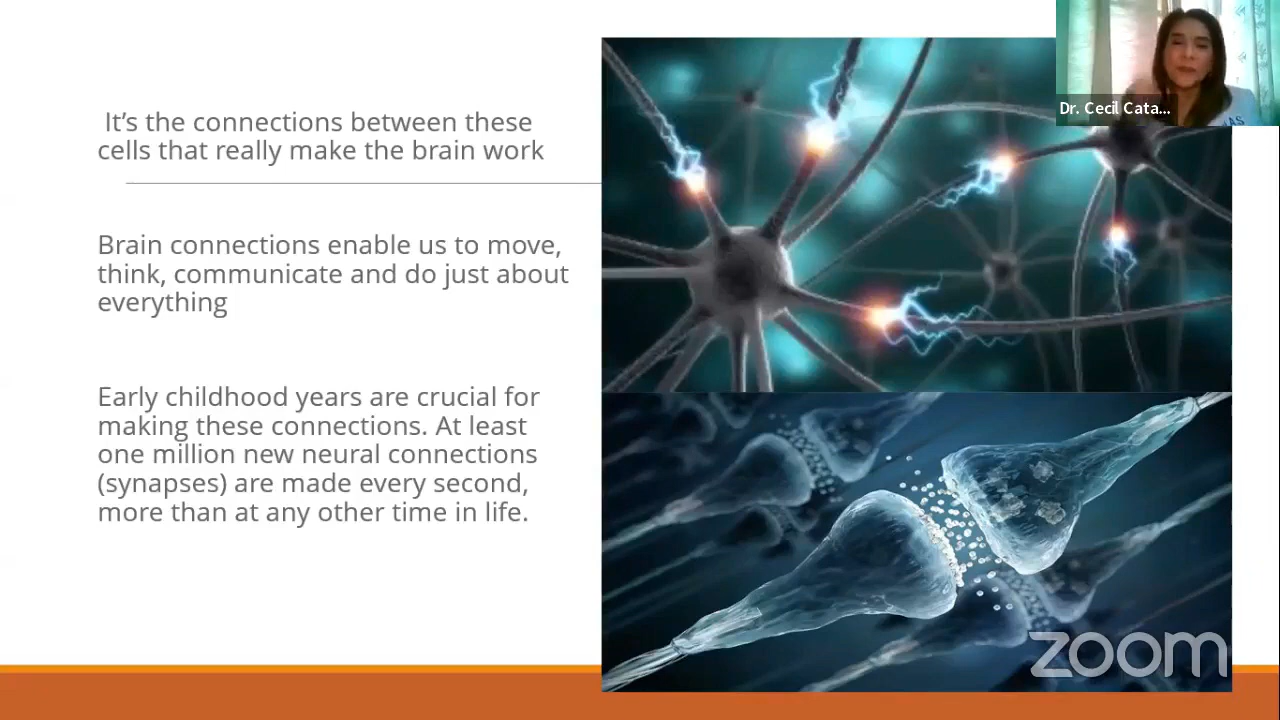 It’s the connections between these
cells that really make the brain work
Brain connections enable us to move,
think, communicate and do just about
everything
Early childhood years are crucial for
making these connections. At least
one million new neural connections
(synapses) are made every second,
more than at any other time in life.
Dr. Cecil Cata...
zoom